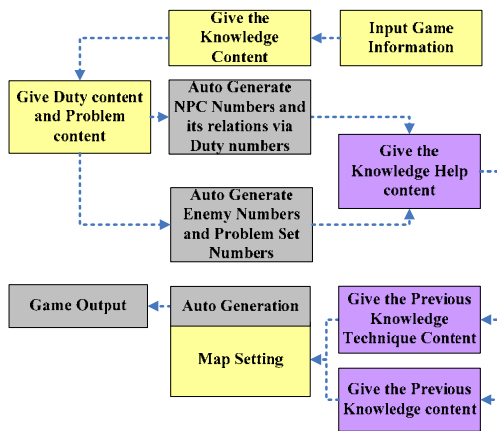 Give the
Knowledge
Content
Input Game
Information
Give Duty content
and Problem
content
Auto Generate
NPC Numbers and
its relations via
Duty numbers
Give the
Knowledge Help
content
Auto Generate
Enemy Numbers
and Problem Set
Numbers
Game Output
Auto Generation
Map Setting
Give the Previous
Knowledge
Technique Content
Give the Previous
Knowledge content